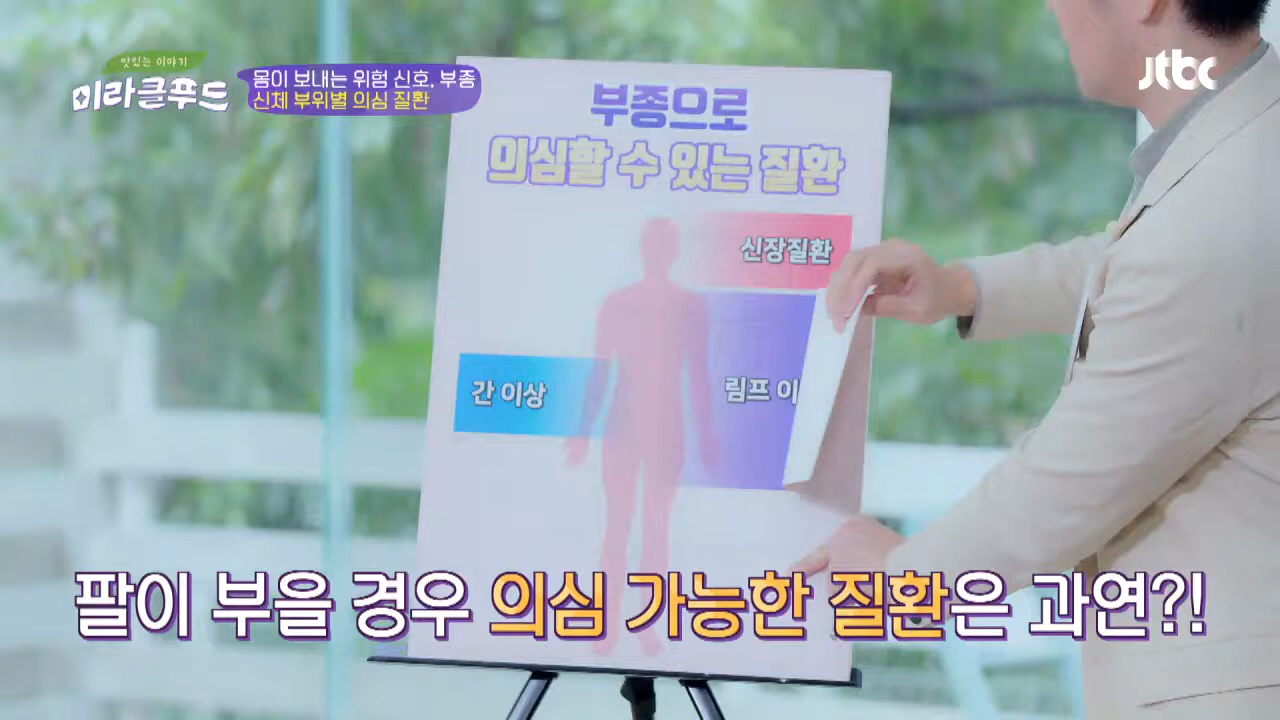 맛있는 이야기
미라클푸드
몸이 보내는 위험 신호, 부종
신체 부위별 의심 질환
jtbc
부종으로
의심할 수 있는 질환
신장질환
간 이상
림프 이
팔이 부을 경우 의심 가능한 질환은 과연?!